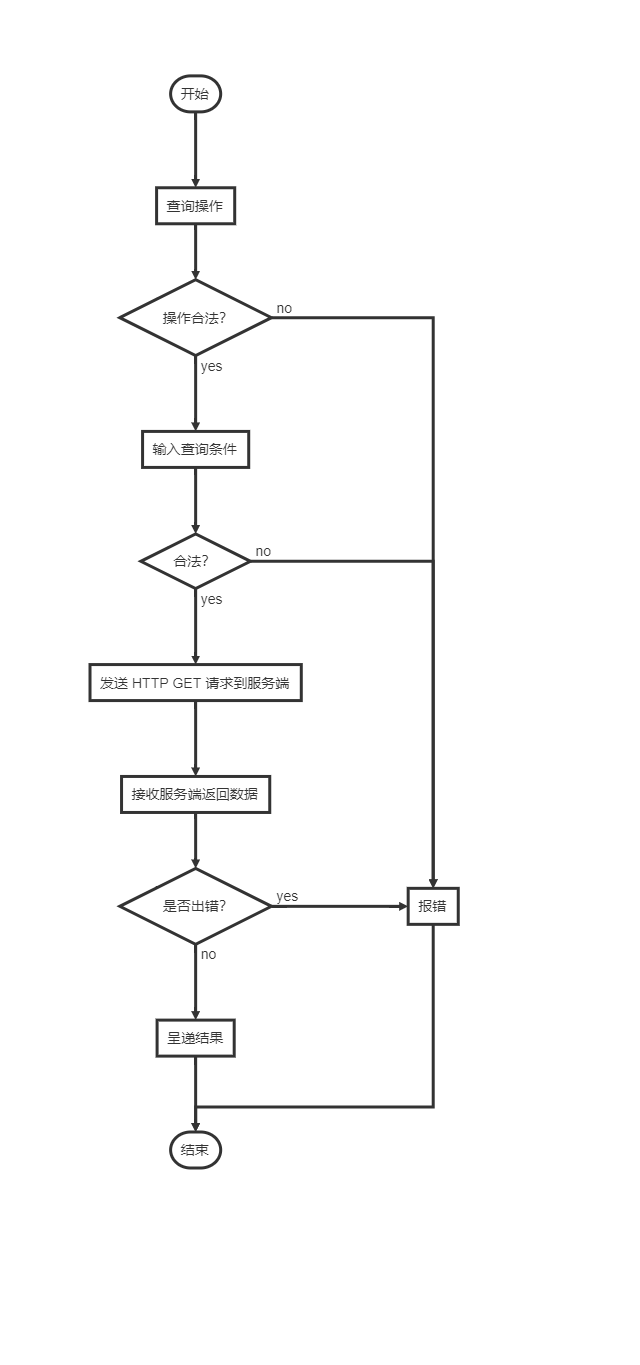 开始
查询操作
操作合法?
no
yes
输入查询条件
合法?
no
yes
发送 HTTP GET 请求到服务端
接收服务端返回数据
是否出错?
yes
报错
no
呈递结果
结束